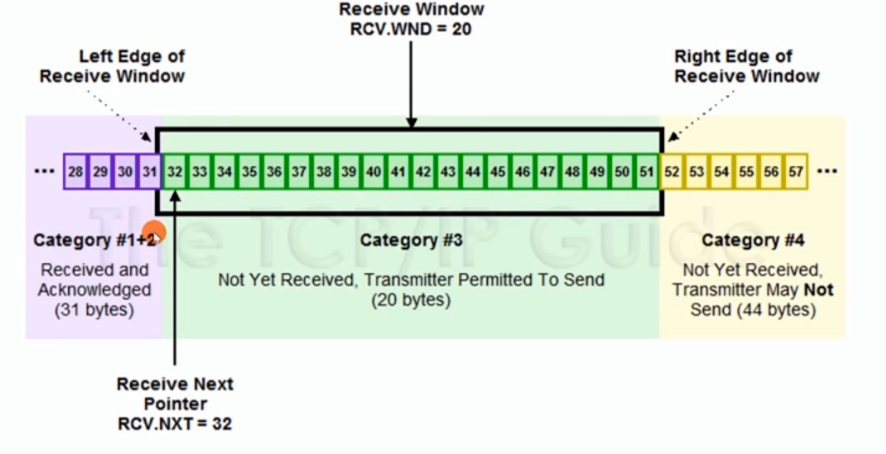 Receive Window
RCV.WND = 20
Left Edge of
Receive Window
Right Edge of
Receive Window
... 28 29 30 31 32 33 34 35 36 37 38 39 40 41 42 43 44 45 46 47 48 49 50 51 52 53 54 55 56 57 ...
The TCP/IP Guide
Category #1+2
Received and
Acknowledged
(31 bytes)
Category #3
Not Yet Received, Transmitter Permitted To Send
(20 bytes)
Category #4
Not Yet Received,
Transmitter May Not
Send (44 bytes)
Receive Next
Pointer
RCV.NXT = 32